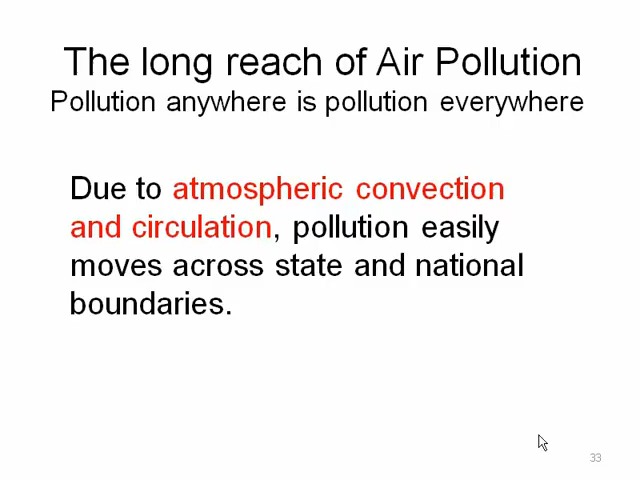 The long reach of Air Pollution
Pollution anywhere is pollution everywhere
Due to atmospheric convection
and circulation, pollution easily
moves across state and national
boundaries.
33